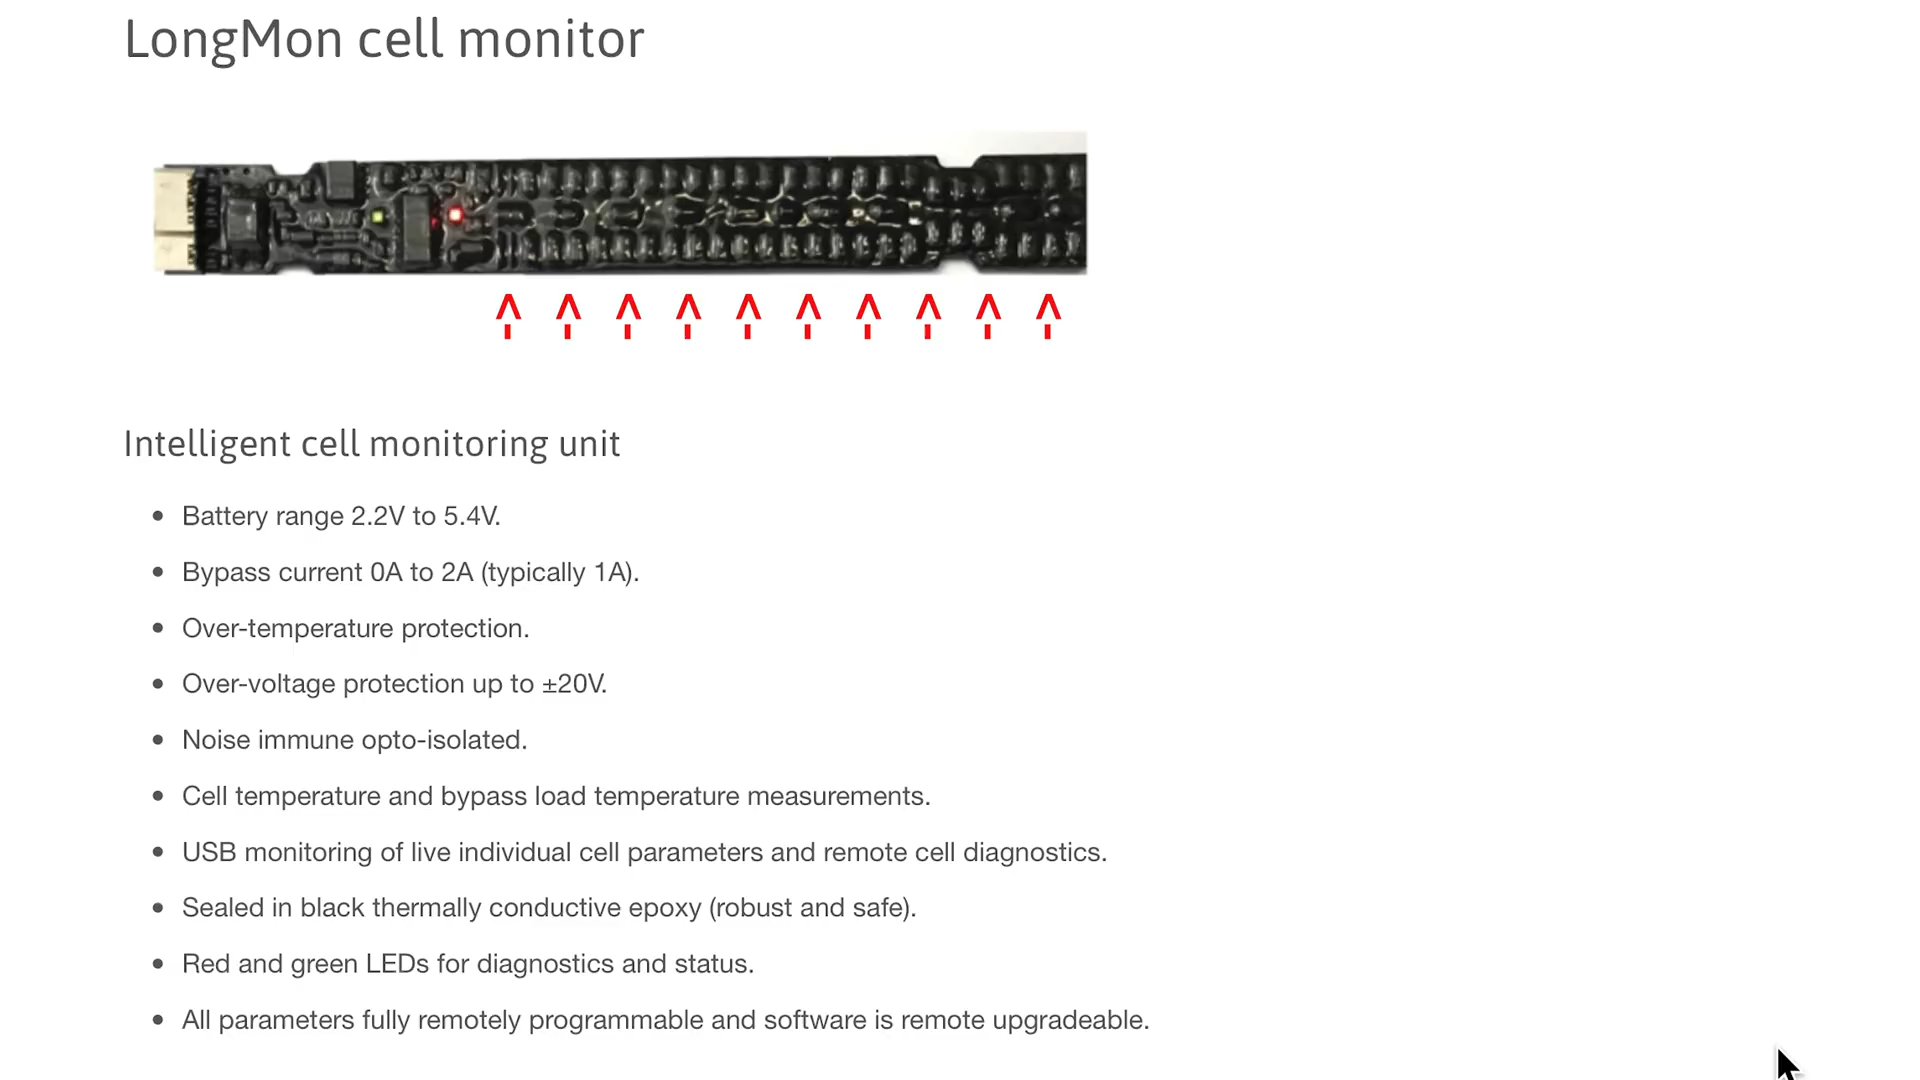 LongMon cell monitor
Intelligent cell monitoring unit
Battery range 2.2V to 5.4V.
Bypass current 0A to 2A (typically 1A).
Over-temperature protection.
Over-voltage protection up to ±20V.
Noise immune opto-isolated.
Cell temperature and bypass load temperature measurements.
USB monitoring of live individual cell parameters and remote cell diagnostics.
Sealed in black thermally conductive epoxy (robust and safe).
Red and green LEDs for diagnostics and status.
All parameters fully remotely programmable and software is remote upgradeable.